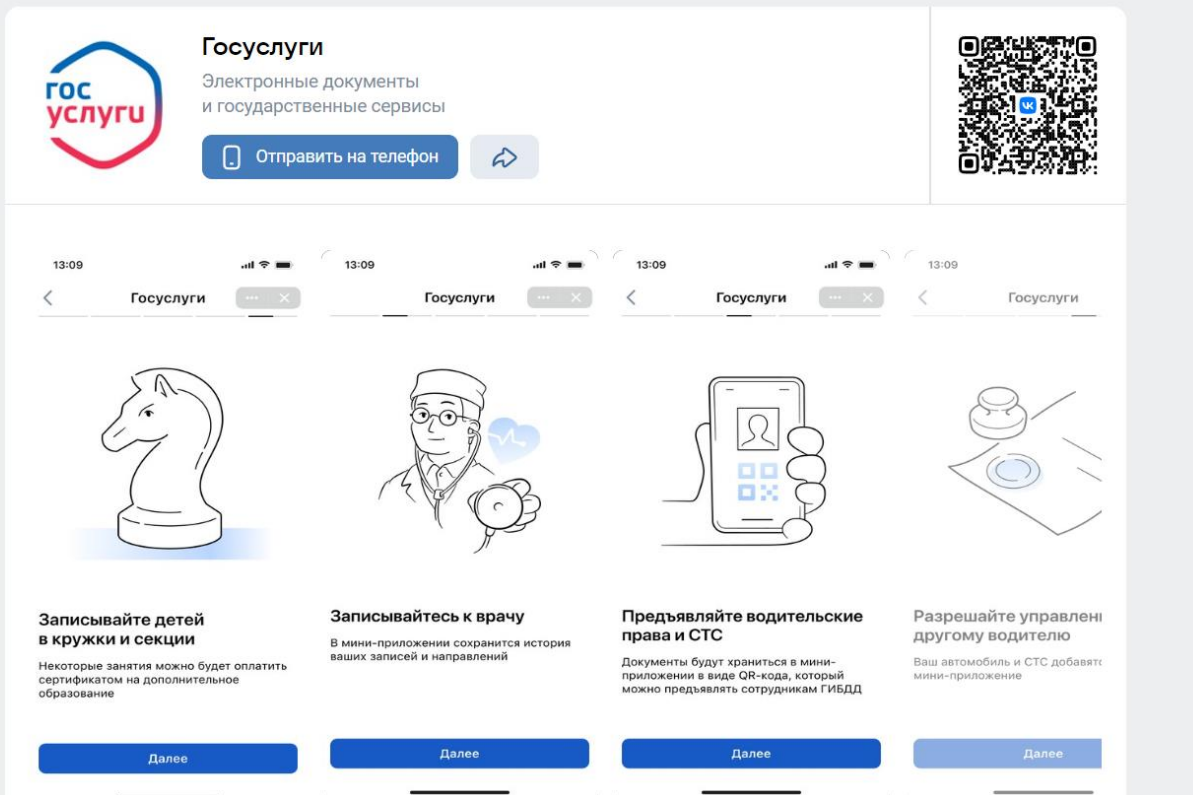 гос
услуги
Госуслуги
Электронные документы
и государственные сервисы
Отправить на телефон
13:09
Госуслуги
Записывайте детей
в кружки и секции
Некоторые занятия можно будет оплатить
сертификатом на дополнительное
образование
Далее
13:09
Госуслуги
Записывайтесь к врачу
В мини-приложении сохранится история
ваших записей и направлений
Далее
13:09
Госуслуги
Предъявляйте водительские
права и СТС
Документы будут храниться в мини-
приложении в виде QR-кода, который
можно предъявлять сотрудникам ГИБДД
Далее
13:09
Госуслуги
Разрешайте
другому водителю
Ваш автомобиль и СТС
мини-приложение
Далее